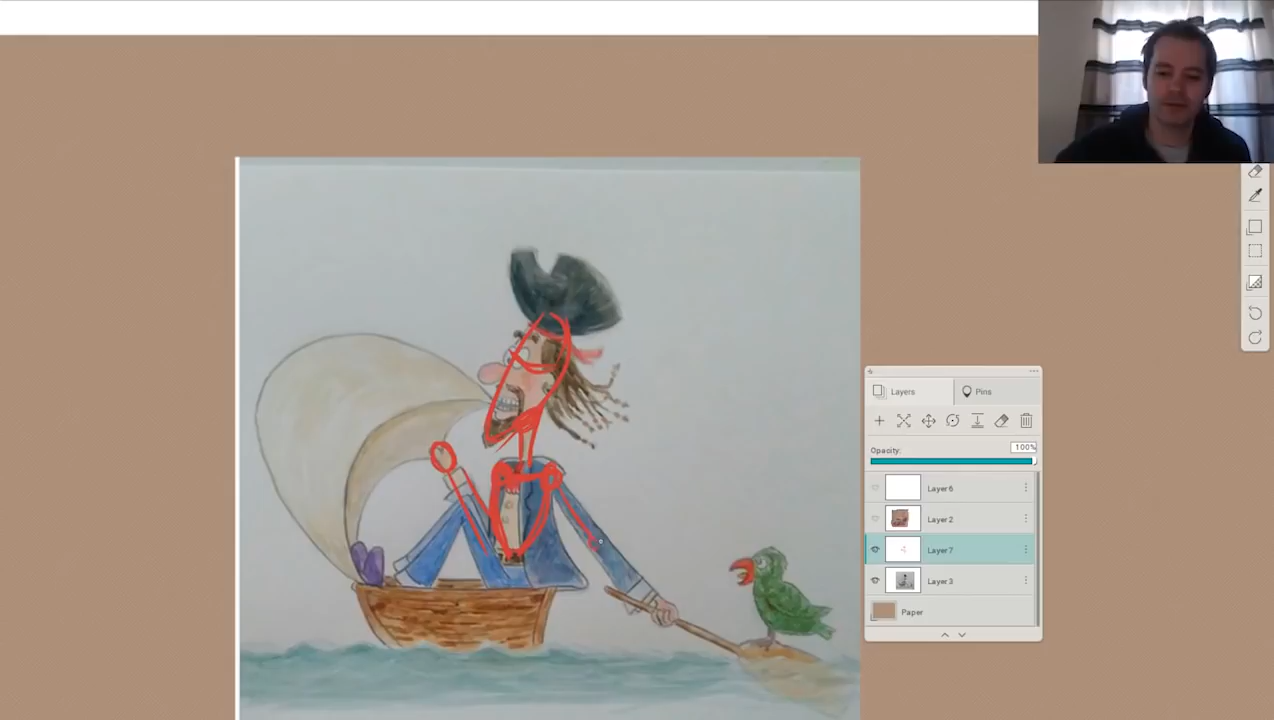 Layers
Pins
Opacity:
100%
Layer 6
Layer 2
Layer 7
Layer 3
Paper